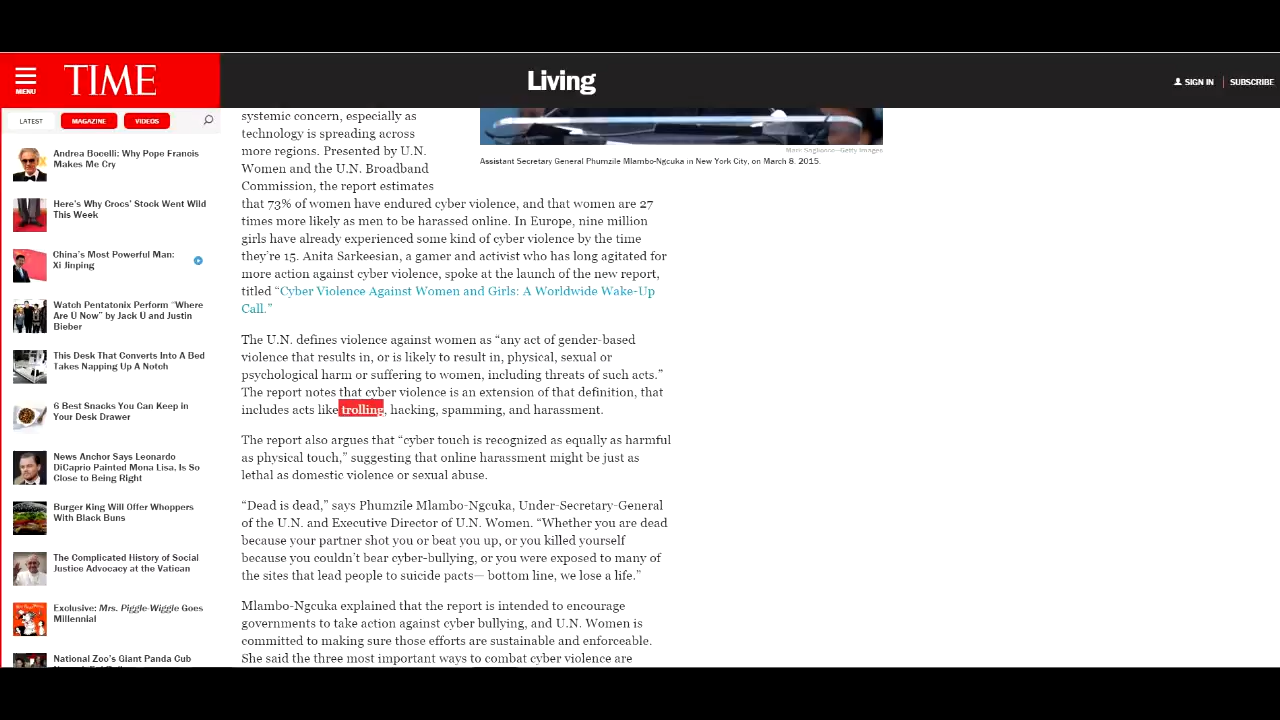 MENU
TIME
Living
SIGN IN
SUBSCRIBE
LATEST
MAGAZINE
VIDEOS
Andrea Bocelli: Why Pope Francis
Makes Me Cry
Here's Why Crocs' Stock Went Wild
This Week
China's Most Powerful Man:
Xi Jinping
Watch Pentatonix Perform "Where
Are Ü Now" by Jack Ü and Justin
Bieber
This Desk That Converts Into A Bed
Takes Napping Up A Notch
6 Best Snacks You Can Keep in
Your Desk Drawer
News Anchor Says Leonardo
DiCaprio Painted Mona Lisa, Is So
Close to Being Right
Burger King Will Offer Whoppers
With Black Buns
The Complicated History of Social
Justice Advocacy at the Vatican
Exclusive: Mrs. Piggle-Wiggle Goes
Millennial
National Zoo's Giant Panda Cub
systemic concern, especially as
technology is spreading across
more regions. Presented by U.N.
Women and the U.N. Broadband
Commission, the report estimates
that 73% of women have endured cyber violence, and that women are 27
times more likely as men to be harassed online. In Europe, nine million
girls have already experienced some kind of cyber violence by the time
they're 15. Anita Sarkeesian, a gamer and activist who has long agitated for
more action against cyber violence, spoke at the launch of the new report,
titled "Cyber Violence Against Women and Girls: A Worldwide Wake-Up
Call."
The U.N. defines violence against women as "any act of gender-based
violence that results in, or is likely to result in, physical, sexual or
psychological harm or suffering to women, including threats of such acts."
The report notes that cyber violence is an extension of that definition, that
includes acts like trolling, hacking, spamming, and harassment.
The report also argues that "cyber touch is recognized as equally as harmful
as physical touch," suggesting that online harassment might be just as
lethal as domestic violence or sexual abuse.
"Dead is dead," says Phumzile Mlambo-Ngcuka, Under-Secretary-General
of the U.N. and Executive Director of U.N. Women. "Whether you are dead
because your partner shot you or beat you up, or you killed yourself
because you couldn't bear cyber-bullying, or you were exposed to many of
the sites that lead people to suicide pacts— bottom line, we lose a life."
Mlambo-Ngcuka explained that the report is intended to encourage
governments to take action against cyber bullying, and U.N. Women is
committed to making sure those efforts are sustainable and enforceable.
She said the three most important ways to combat cyber violence are
Getty Images
Assistant Secretary General Phumzile Mlambo-Ngcuka in New York City, on March 8, 2015.